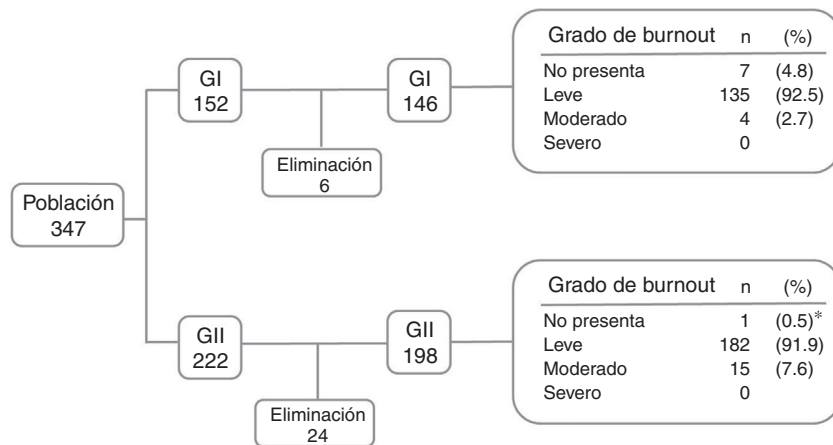 Población
347
GI
152
Eliminación
6
GI
146
Grado de burnout n (%)
No presenta 7 (4.8)
Leve 135 (92.5)
Moderado 4 (2.7)
Severo 0
GII
222
Eliminación
24
GII
198
Grado de burnout n (%)
No presenta 1 (0.5)*
Leve 182 (91.9)
Moderado 15 (7.6)
Severo 0